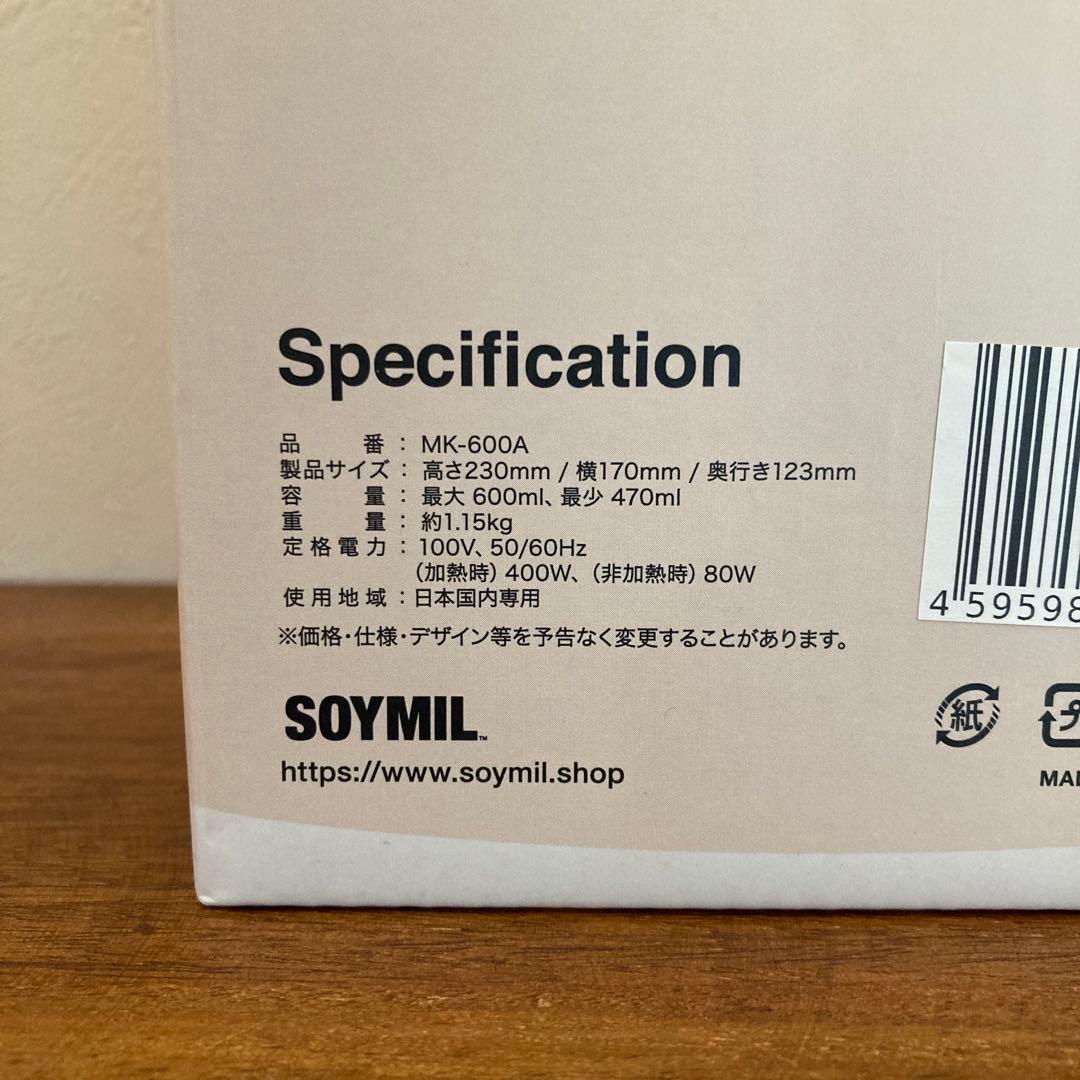 Specification
品番：MK-600A
製品サイズ：高さ230mm / 横170mm / 奥行き123mm
容量：最大 600ml、最少 470ml
重量：約1.15kg
定格電力：100V、50/60Hz
（加熱時）400W、（非加熱時）80W
使用地域：日本国内専用
※価格・仕様・デザイン等を予告なく変更することがあります。
4 59598
紙
プ
SOYMIL™
https://www.soymil.shop